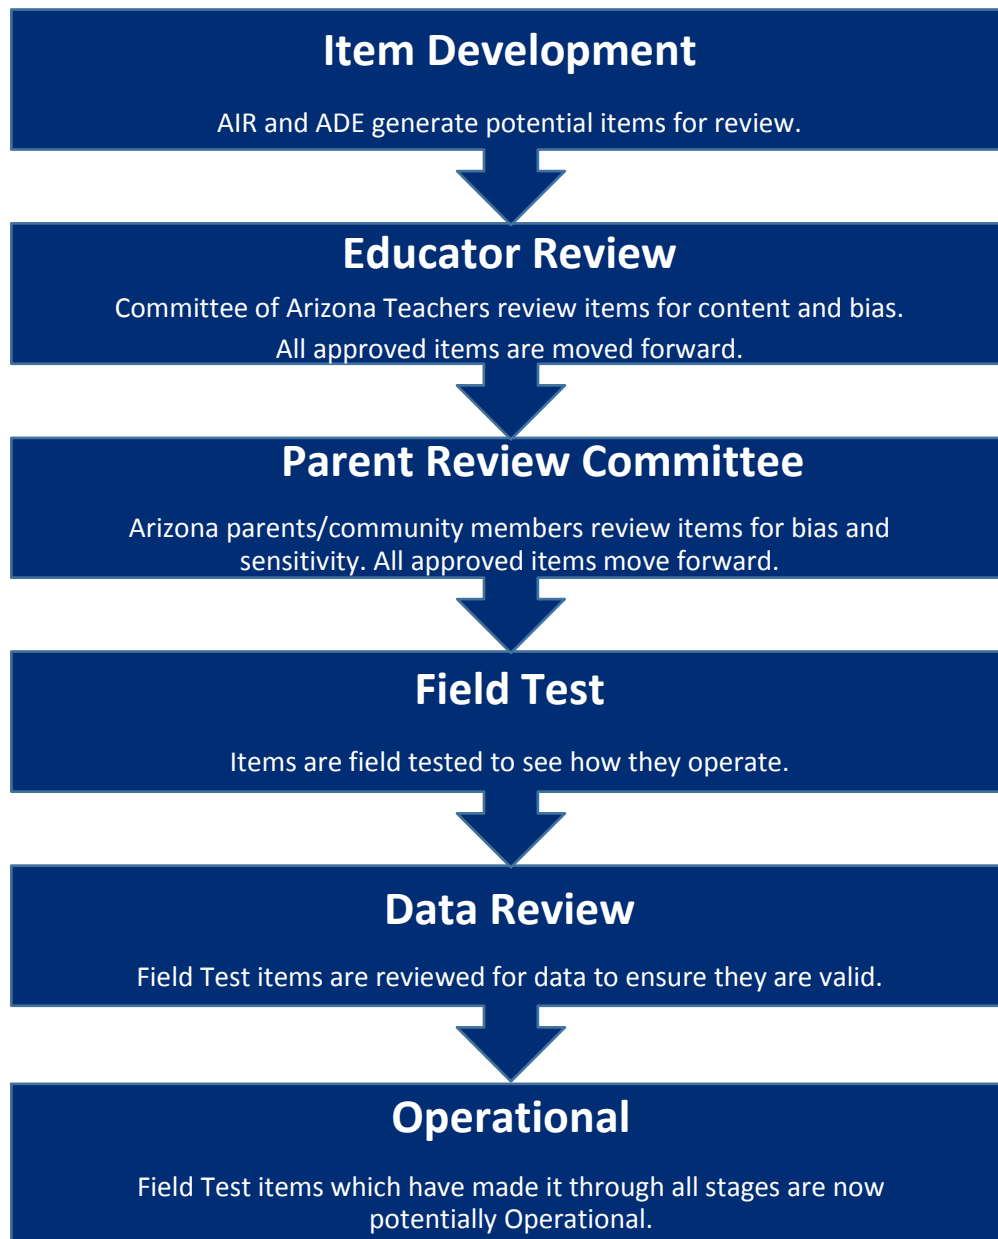 Item Development
AIR and ADE generate potential items for review.
Educator Review
Committee of Arizona Teachers review items for content and bias.
All approved items are moved forward.
Parent Review Committee
Arizona parents/community members review items for bias and
sensitivity. All approved items move forward.
Field Test
Items are field tested to see how they operate.
Data Review
Field Test items are reviewed for data to ensure they are valid.
Operational
Field Test items which have made it through all stages are now
potentially Operational.